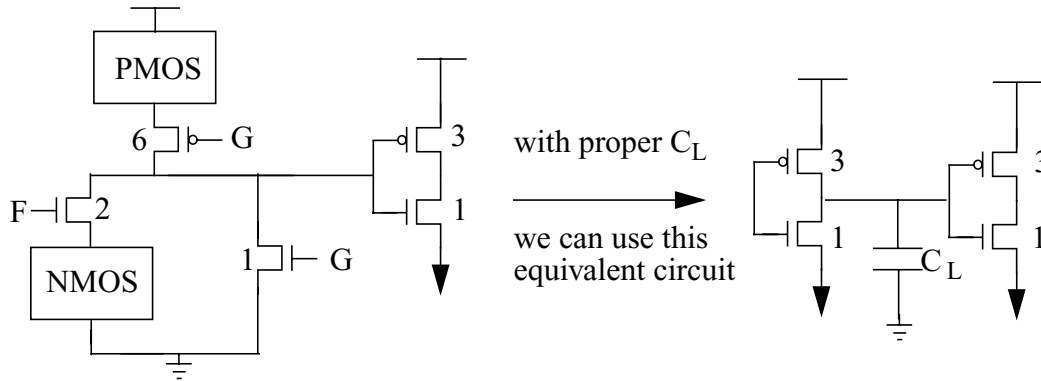 PMOS
6
G
3
F
2
1
1
G
NMOS
with proper C_L
we can use this
equivalent circuit
3
3
1
1
C_L